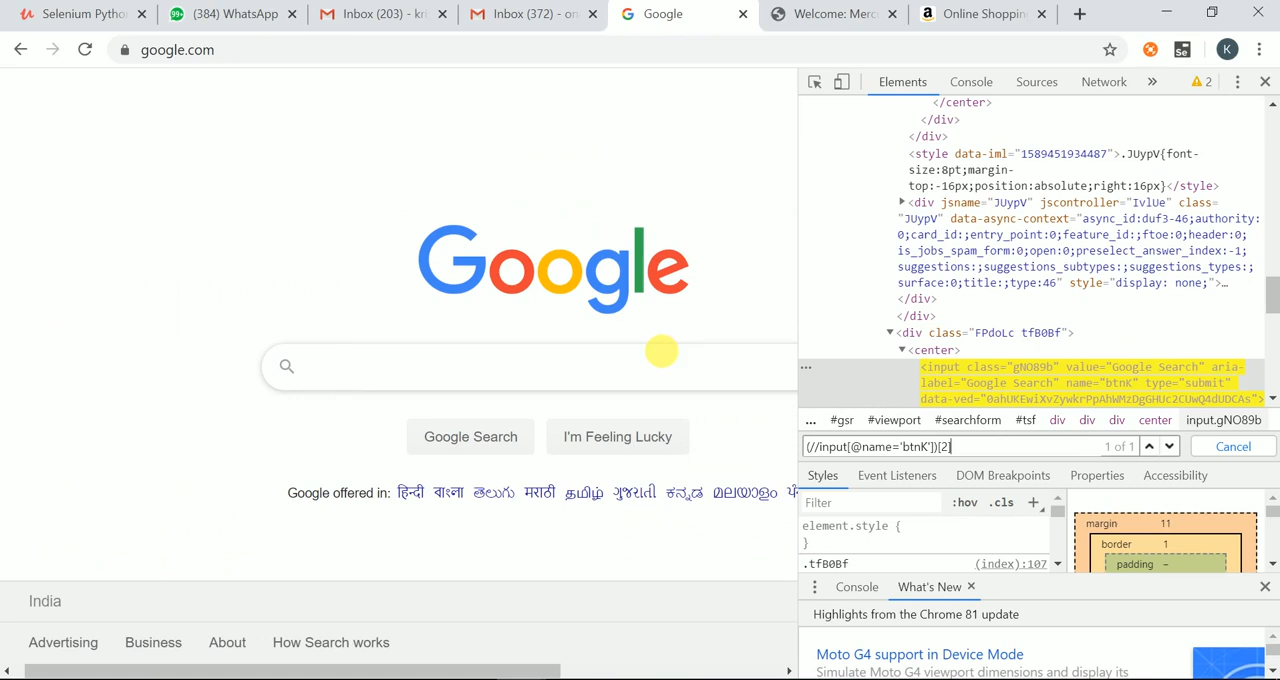 Selenium Pytho
(384) WhatsApp
Inbox (203) - kri
Inbox (372) - om
Google
Welcome: Merc
Online Shoppin
google.com
K
Elements
Console
Sources
Network
2
</center>
</div>
</div>
<style data-iml="1589451934487">.JUypV{font-
size:8pt;margin-
top:-16px;position:absolute;right:16px}</style>
<div jsname="JUypV" jscontroller="IvlUe" class=
"JUypV" data-async-context="async_id:duf3-46;authority:
0;card_id:;entry_point:0;feature_id:;ftoe:0;header:0;
is_jobs_spam_form:0;open:0;preselect_answer_index:-1;
suggestions:;suggestions_subtypes:;suggestions_types:;
surface:0;title:;type:46" style="display: none;">…
</div>
</div>
<div class="FPdoLc tfB0Bf">
<center>
<input class="gNO89b" value="Google Search" aria-
label="Google Search" name="btnK" type="submit"
data-ved="0ahUKEwiXvZywkrPpAhWMzDgGHUc2CUwQ4dUDCAs">
... #gsr #viewport #searchform #tsf div div div center input.gNO89b
(//input[@name='btnK'])[2] 1 of 1 Cancel
Styles Event Listeners DOM Breakpoints Properties Accessibility
Filter :hov .cls +
element.style {
}
.tfB0Bf (index):107
margin 11
border 1
padding –
Console What's New
Highlights from the Chrome 81 update
Moto G4 support in Device Mode
Simulate Moto G4 viewport dimensions and display its
Google
Google Search
I'm Feeling Lucky
Google offered in: हिन्दी বাংলা తెలుగు मराठी தமிழ் ગુજરાતી ಕನ್ನಡ മലയാളം
India
Advertising Business About How Search works